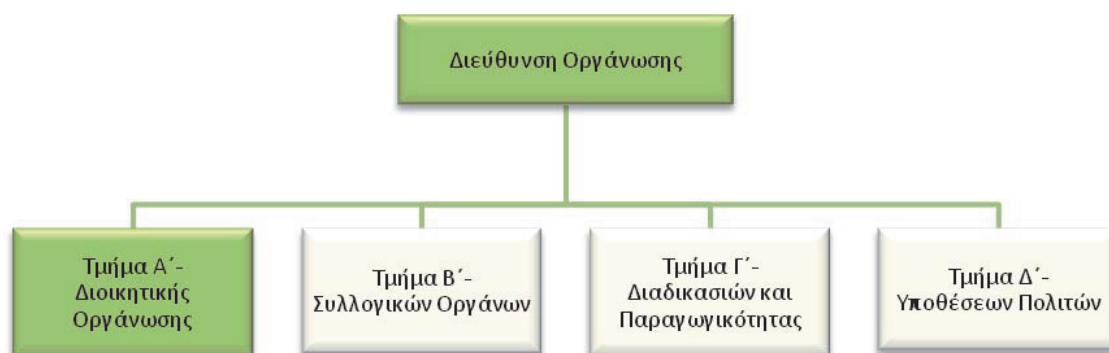 Διεύθυνση Οργάνωσης
Τμήμα Α΄-
Διοικητικής
Οργάνωσης
Τμήμα Β΄-
Συλλογικών Οργάνων
Τμήμα Γ΄-
Διαδικασιών και
Παραγωγικότητας
Τμήμα Δ΄-
Υποθέσεων Πολιτών